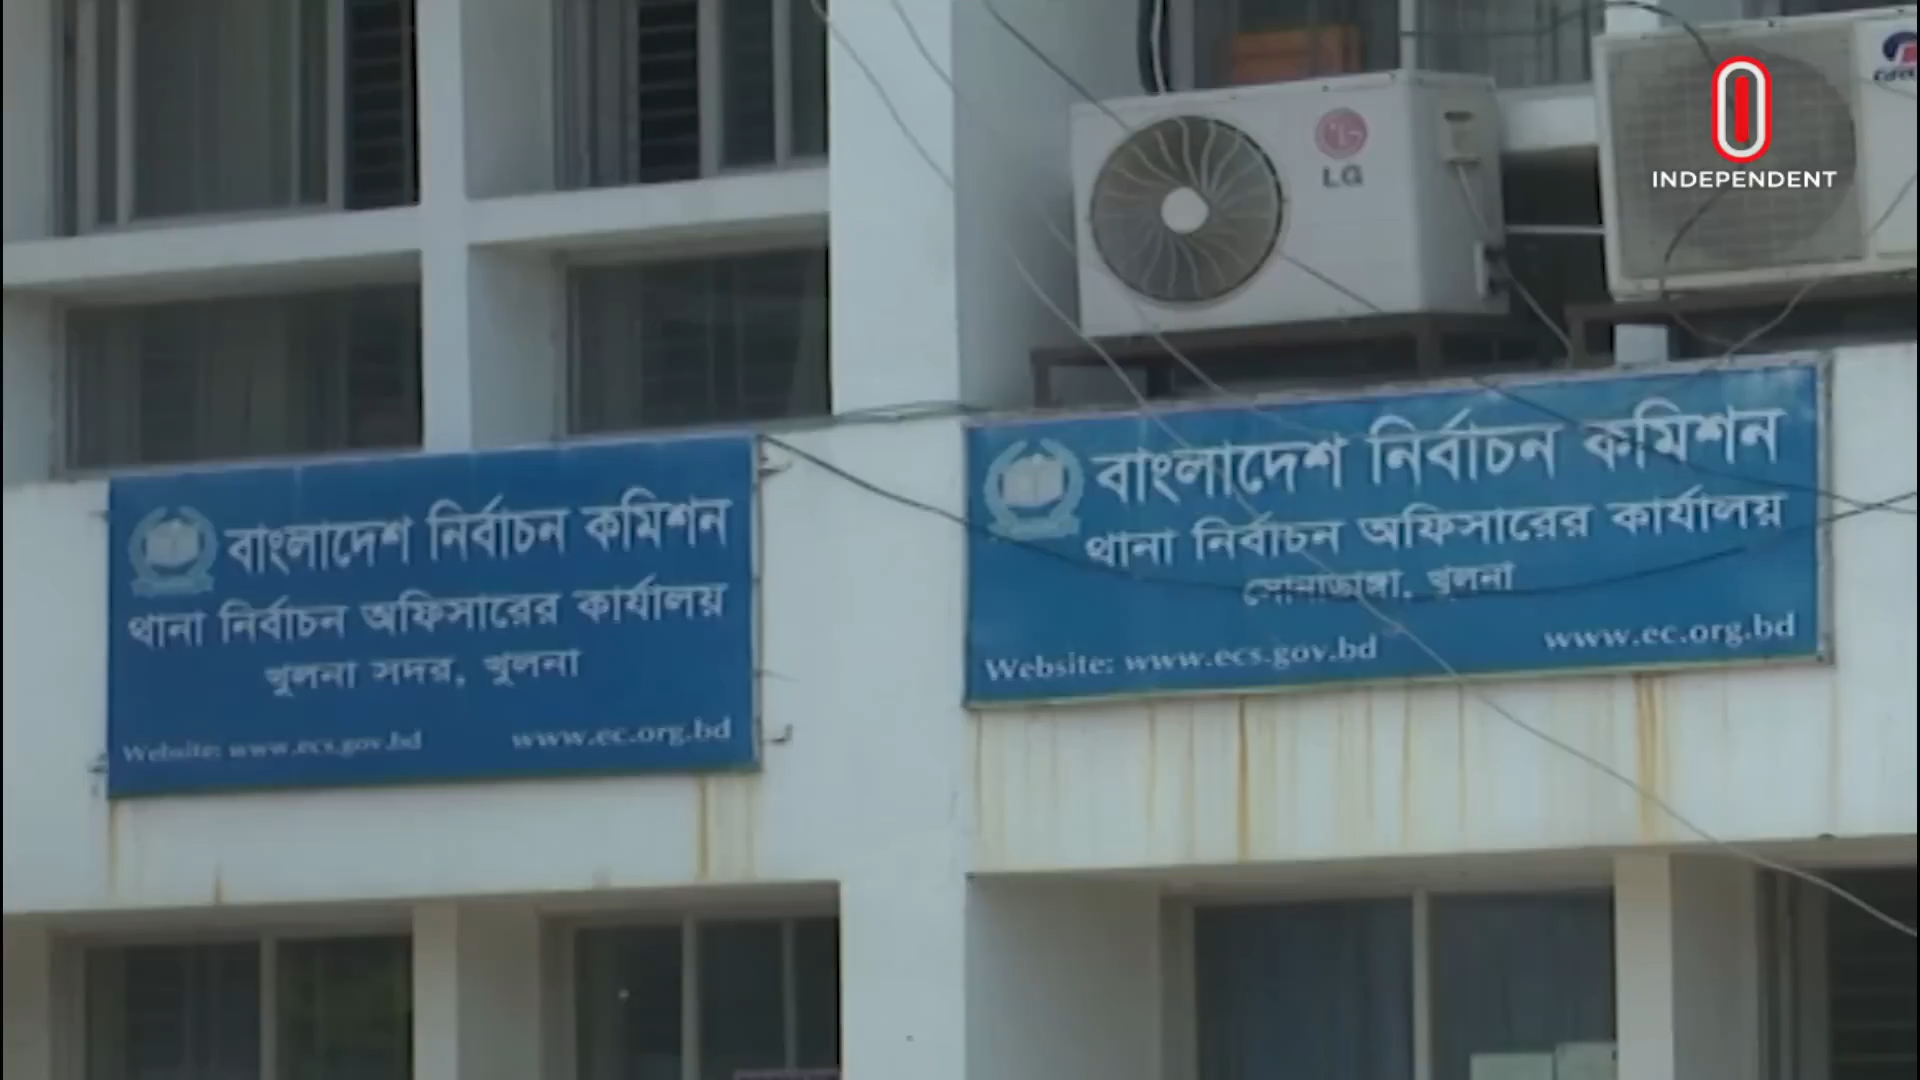 INDEPENDENT
LG
বাংলাদেশ নির্বাচন কমিশন
থানা নির্বাচন অফিসারের কার্যালয়
খুলনা সদর, খুলনা
Website: www.ecs.gov.bd www.ec.org.bd
বাংলাদেশ নির্বাচন কমিশন
থানা নির্বাচন অফিসারের কার্যালয়
সোনাডাঙ্গা, খুলনা
Website: www.ecs.gov.bd www.ec.org.bd